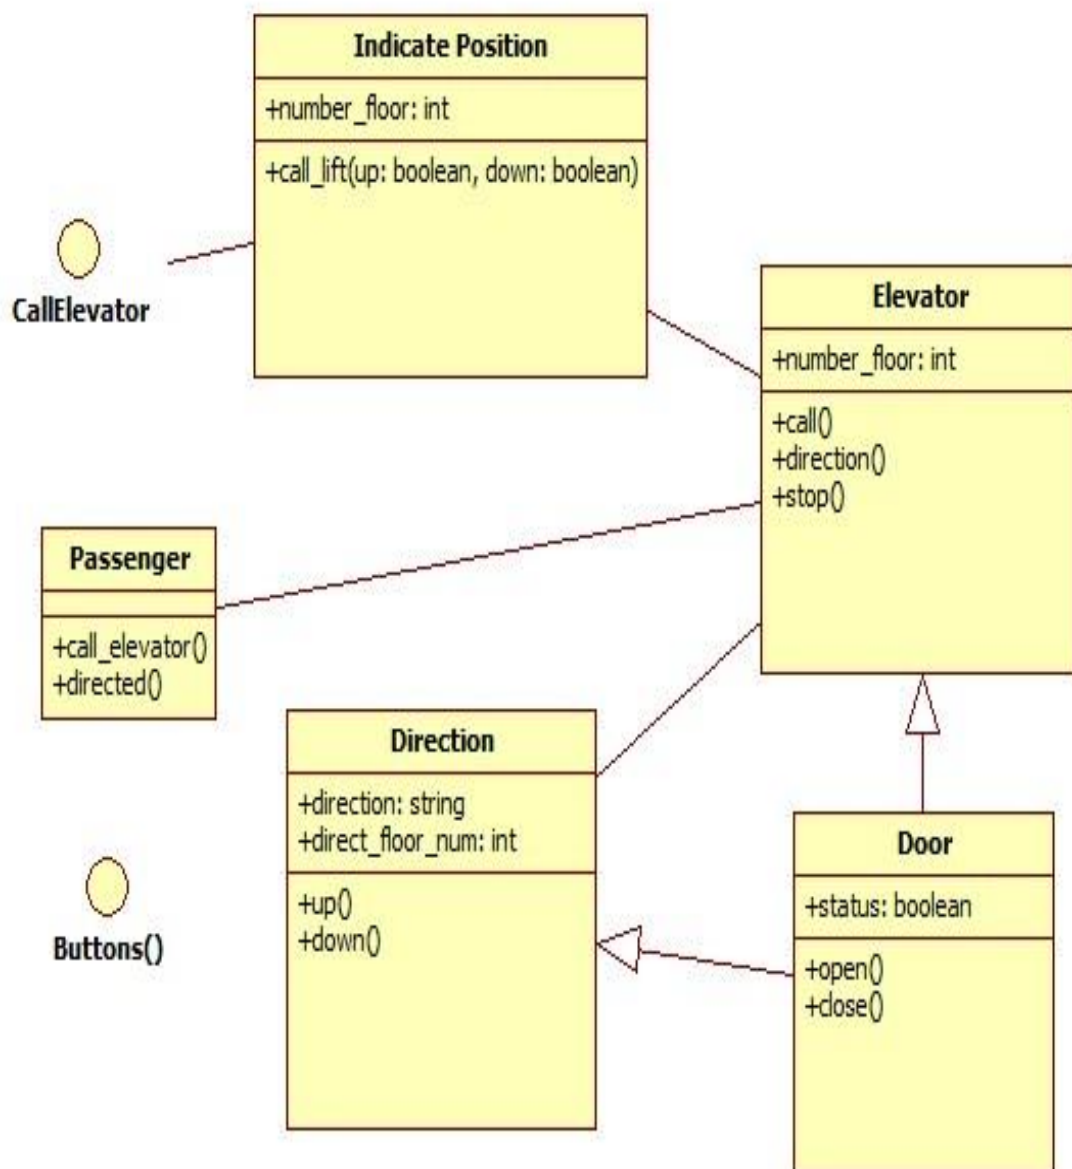 Indicate Position
+number_floor: int
+call_lift(up: boolean, down: boolean)
CallElevator
Elevator
+number_floor: int
+call()
+direction()
+stop()
Passenger
+call_elevator()
+directed()
Direction
+direction: string
+direct_floor_num: int
+up()
+down()
Buttons()
Door
+status: boolean
+open()
+close()